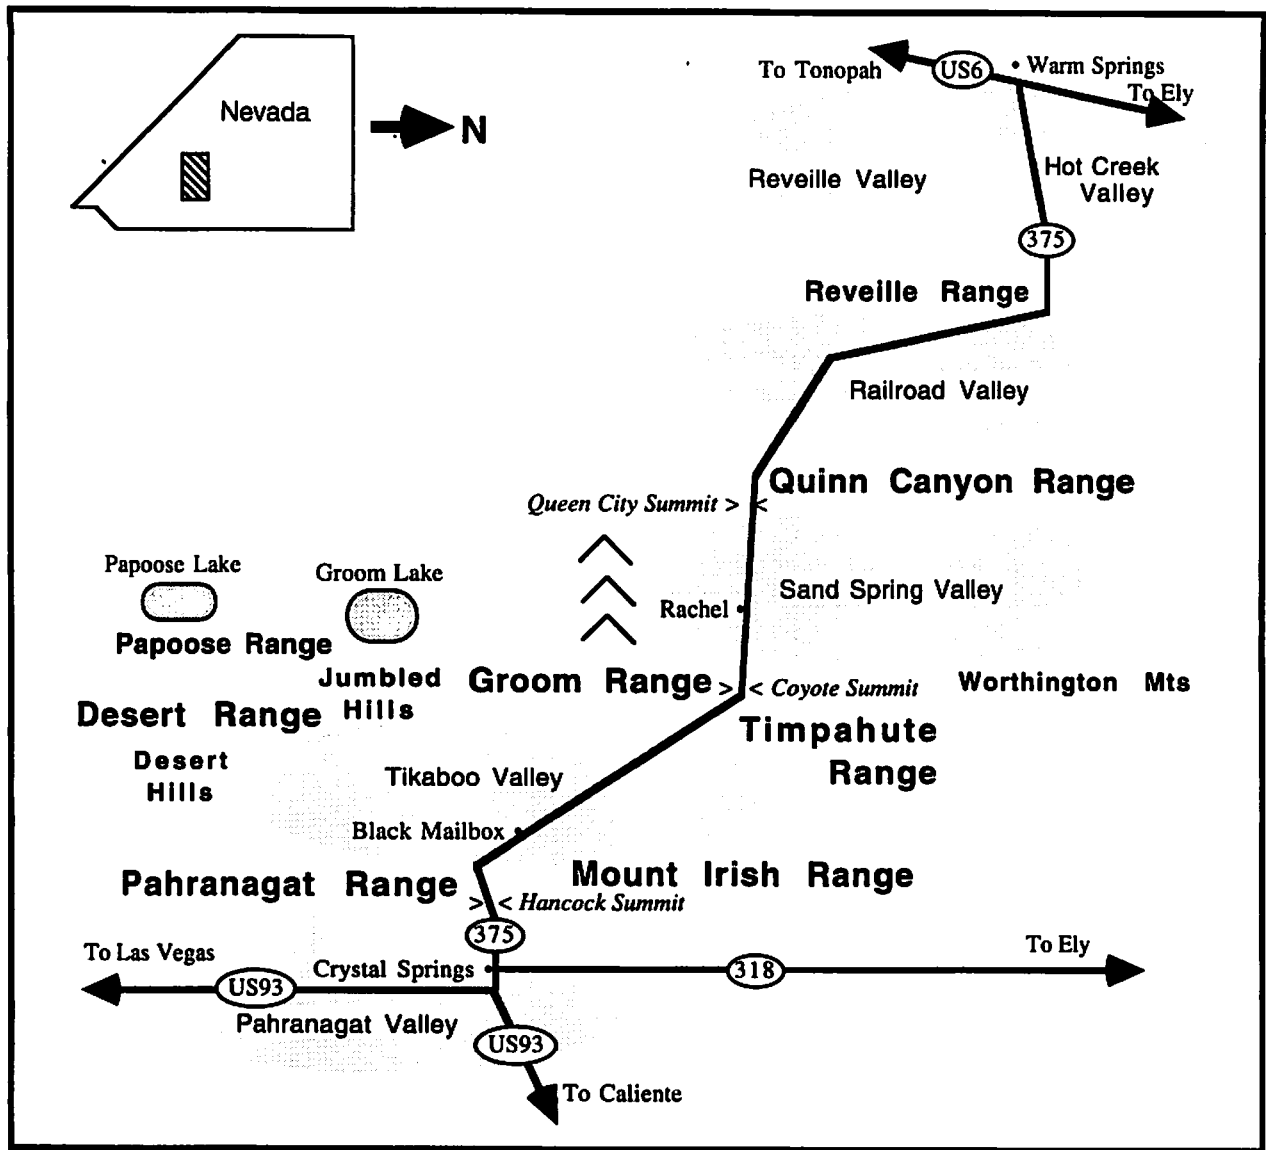 Nevada
N
To Tonopah
US6
Warm Springs
To Ely
Reveille Valley
Hot Creek
Valley
375
Reveille Range
Railroad Valley
Quinn Canyon Range
Queen City Summit > <
Papoose Lake
Groom Lake
Sand Spring Valley
Rachel
Papoose Range
Jumbled
Hills
Groom Range
> < Coyote Summit
Worthington Mts
Desert Range
Timpahute
Range
Desert
Hills
Tikaboo Valley
Black Mailbox
Pahranagat Range
Mount Irish Range
> < Hancock Summit
375
To Las Vegas
To Ely
Crystal Springs
318
US93
Pahranagat Valley
US93
To Caliente